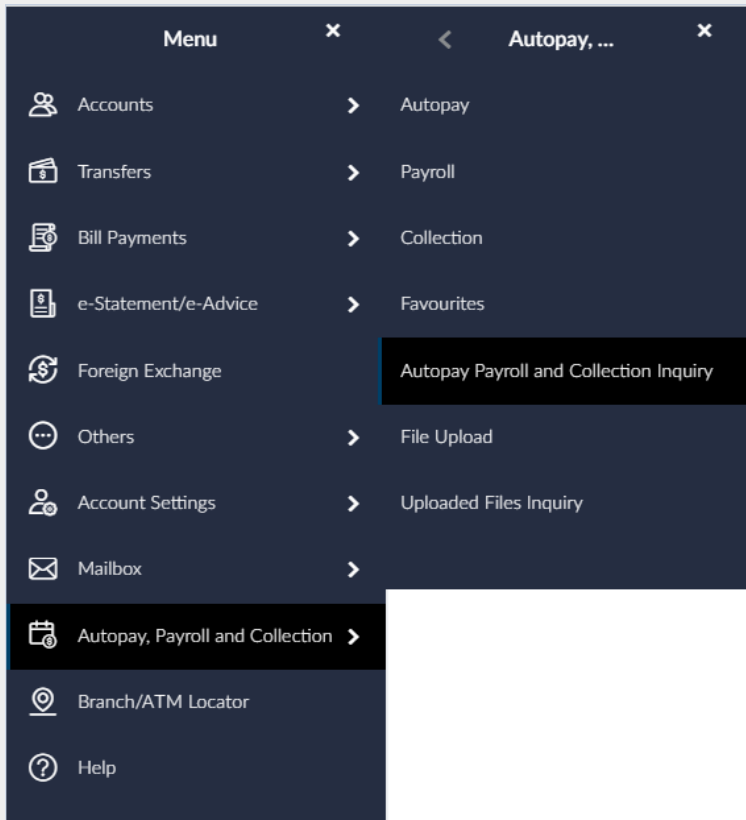 Menu
Accounts
Transfers
Bill Payments
e-Statement/e-Advice
Foreign Exchange
Others
Account Settings
Mailbox
Autopay, Payroll and Collection
Branch/ATM Locator
Help
Autopay, ...
Autopay
Payroll
Collection
Favourites
Autopay Payroll and Collection Inquiry
File Upload
Uploaded Files Inquiry